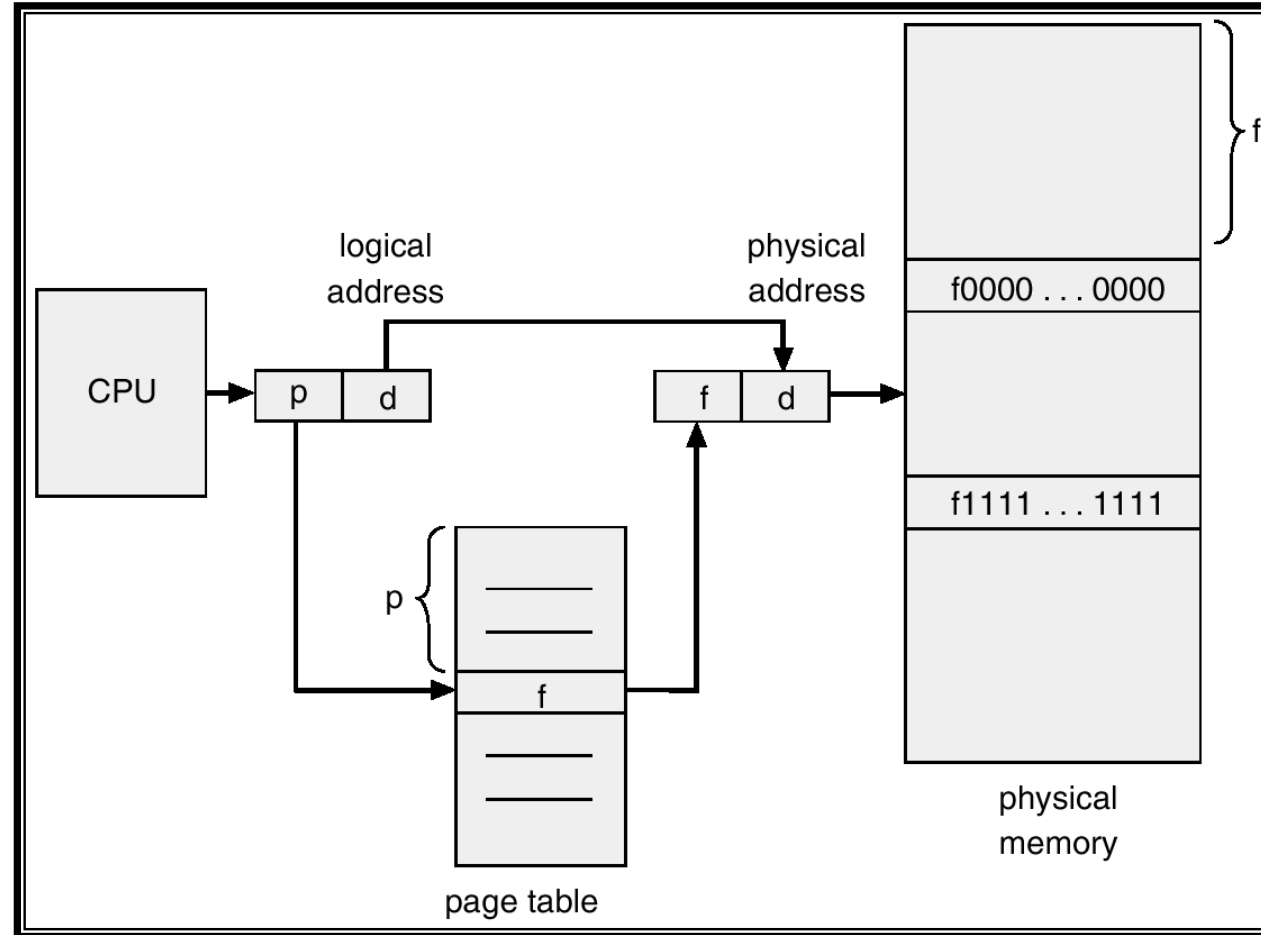 f
logical
address
physical
address
f0000 . . . 0000
CPU
p
d
f
d
f1111 . . . 1111
p
f
physical
memory
page table